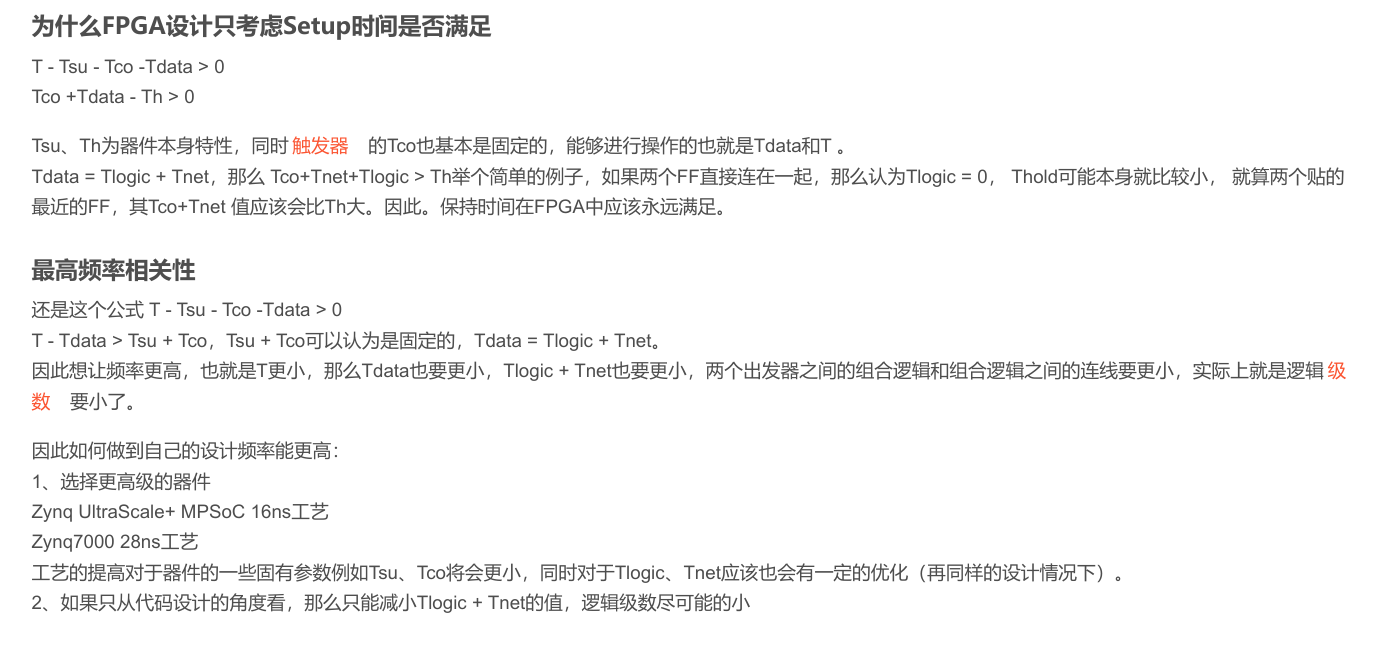 为什么FPGA设计只考虑Setup时间是否满足
T - Tsu - Tco -Tdata > 0
Tco +Tdata - Th > 0
Tsu、Th为器件本身特性，同时 触发器 的Tco也基本是固定的，能够进行操作的也就是Tdata和T 。
Tdata = Tlogic + Tnet，那么 Tco+Tnet+Tlogic > Th举个简单的例子，如果两个FF直接连在一起，那么认为Tlogic = 0， Thold可能本身就比较小， 就算两个贴的
最近的FF，其Tco+Tnet 值应该会比Th大。因此。保持时间在FPGA中应该永远满足。
最高频率相关性
还是这个公式 T - Tsu - Tco -Tdata > 0
T - Tdata > Tsu + Tco，Tsu + Tco可以认为是固定的，Tdata = Tlogic + Tnet。
因此想让频率更高，也就是T更小，那么Tdata也要更小，Tlogic + Tnet也要更小，两个出发器之间的组合逻辑和组合逻辑之间的连线要更小，实际上就是逻辑 级
数 要小了。
因此如何做到自己的设计频率能更高：
1、选择更高级的器件
Zynq UltraScale+ MPSoC 16ns工艺
Zynq7000 28ns工艺
工艺的提高对于器件的一些固有参数例如Tsu、Tco将会更小，同时对于Tlogic、Tnet应该也会有一定的优化（再同样的设计情况下）。
2、如果只从代码设计的角度看，那么只能减小Tlogic + Tnet的值，逻辑级数尽可能的小